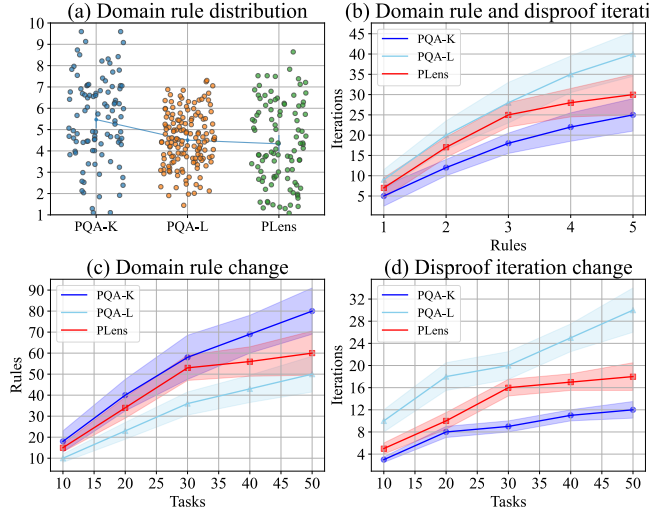 (a) Domain rule distribution
10
9
8
7
6
5
4
3
2
1
PQA-K PQA-L PLens
(b) Domain rule and disproof iterati
45
40
35
30
25
20
15
10
5
Iterations
PQA-K
PQA-L
PLens
1 2 3 4 5
Rules
(c) Domain rule change
90
80
70
60
50
40
30
20
10
Rules
PQA-K
PQA-L
PLens
10 15 20 25 30 35 40 45 50
Tasks
(d) Disproof iteration change
32
28
24
20
16
12
8
4
Iterations
PQA-K
PQA-L
PLens
10 15 20 25 30 35 40 45 50
Tasks